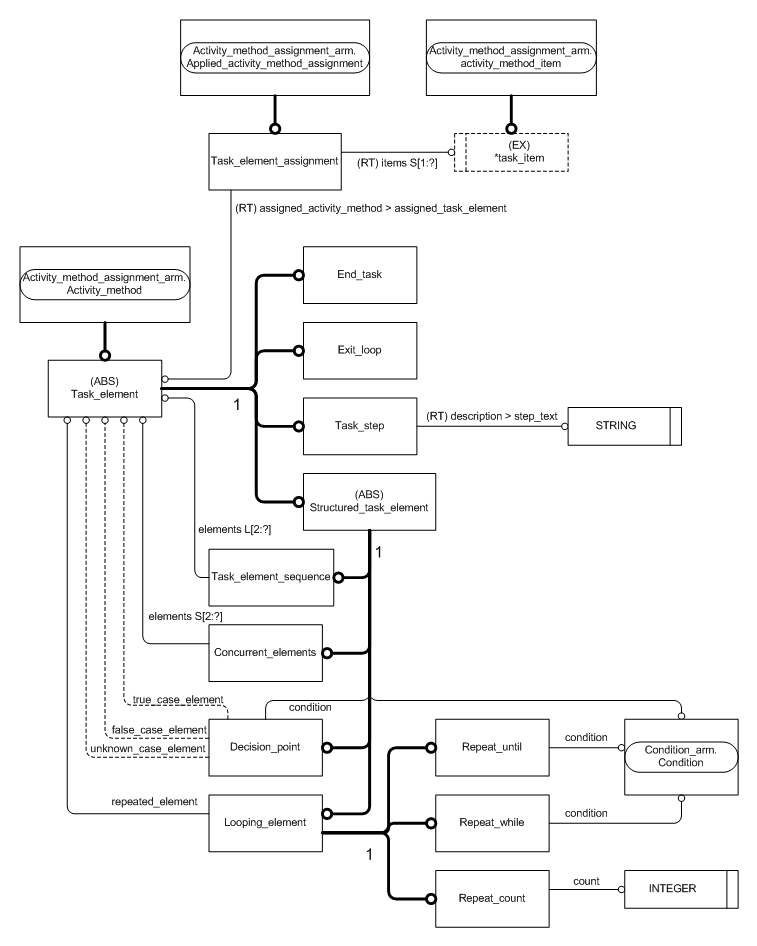 Activity_method_assignment_arm.
Applied_activity_method_assignment
Activity_method_assignment_arm.
activity_method_item
Task_element_assignment
(RT) items S[1:?]
(EX)
*task_item
(RT) assigned_activity_method > assigned_task_element
Activity_method_assignment_arm.
Activity_method
End_task
Exit_loop
(ABS)
Task_element
1
Task_step
(RT) description > step_text
STRING
(ABS)
Structured_task_element
elements L[2:?]
1
Task_element_sequence
elements S[2:?]
Concurrent_elements
true_case_element
condition
false_case_element
unknown_case_element
Decision_point
Repeat_until
condition
Condition_arm.
Condition
repeated_element
Looping_element
Repeat_while
condition
1
Repeat_count
count
INTEGER